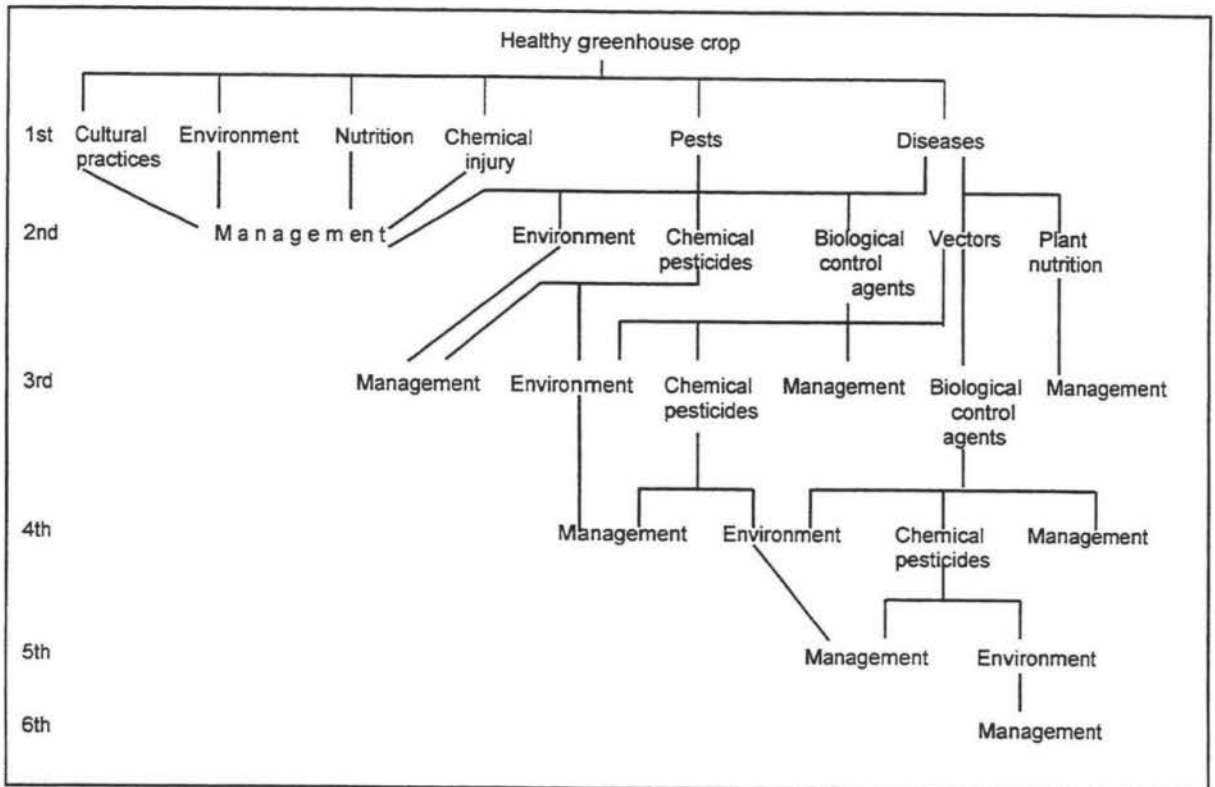 Healthy greenhouse crop
1st Cultural practices Environment Nutrition Chemical injury Pests Diseases
2nd Management Environment Chemical pesticides Biological control agents Vectors Plant nutrition
3rd Management Environment Chemical pesticides Management Biological control agents Management
4th Management Environment Chemical pesticides Management
5th Management Environment
6th Management